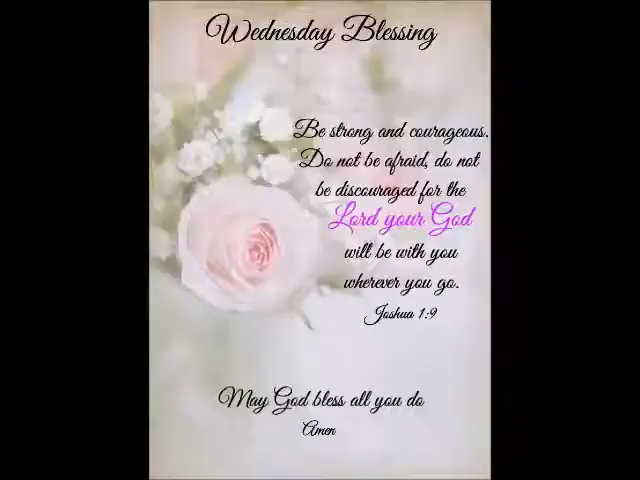 Wednesday Blessing
Be strong and courageous.
Do not be afraid, do not
be discouraged for the
Lord your God
will be with you
wherever you go.
Joshua 1:9
May God bless all you do
Amen